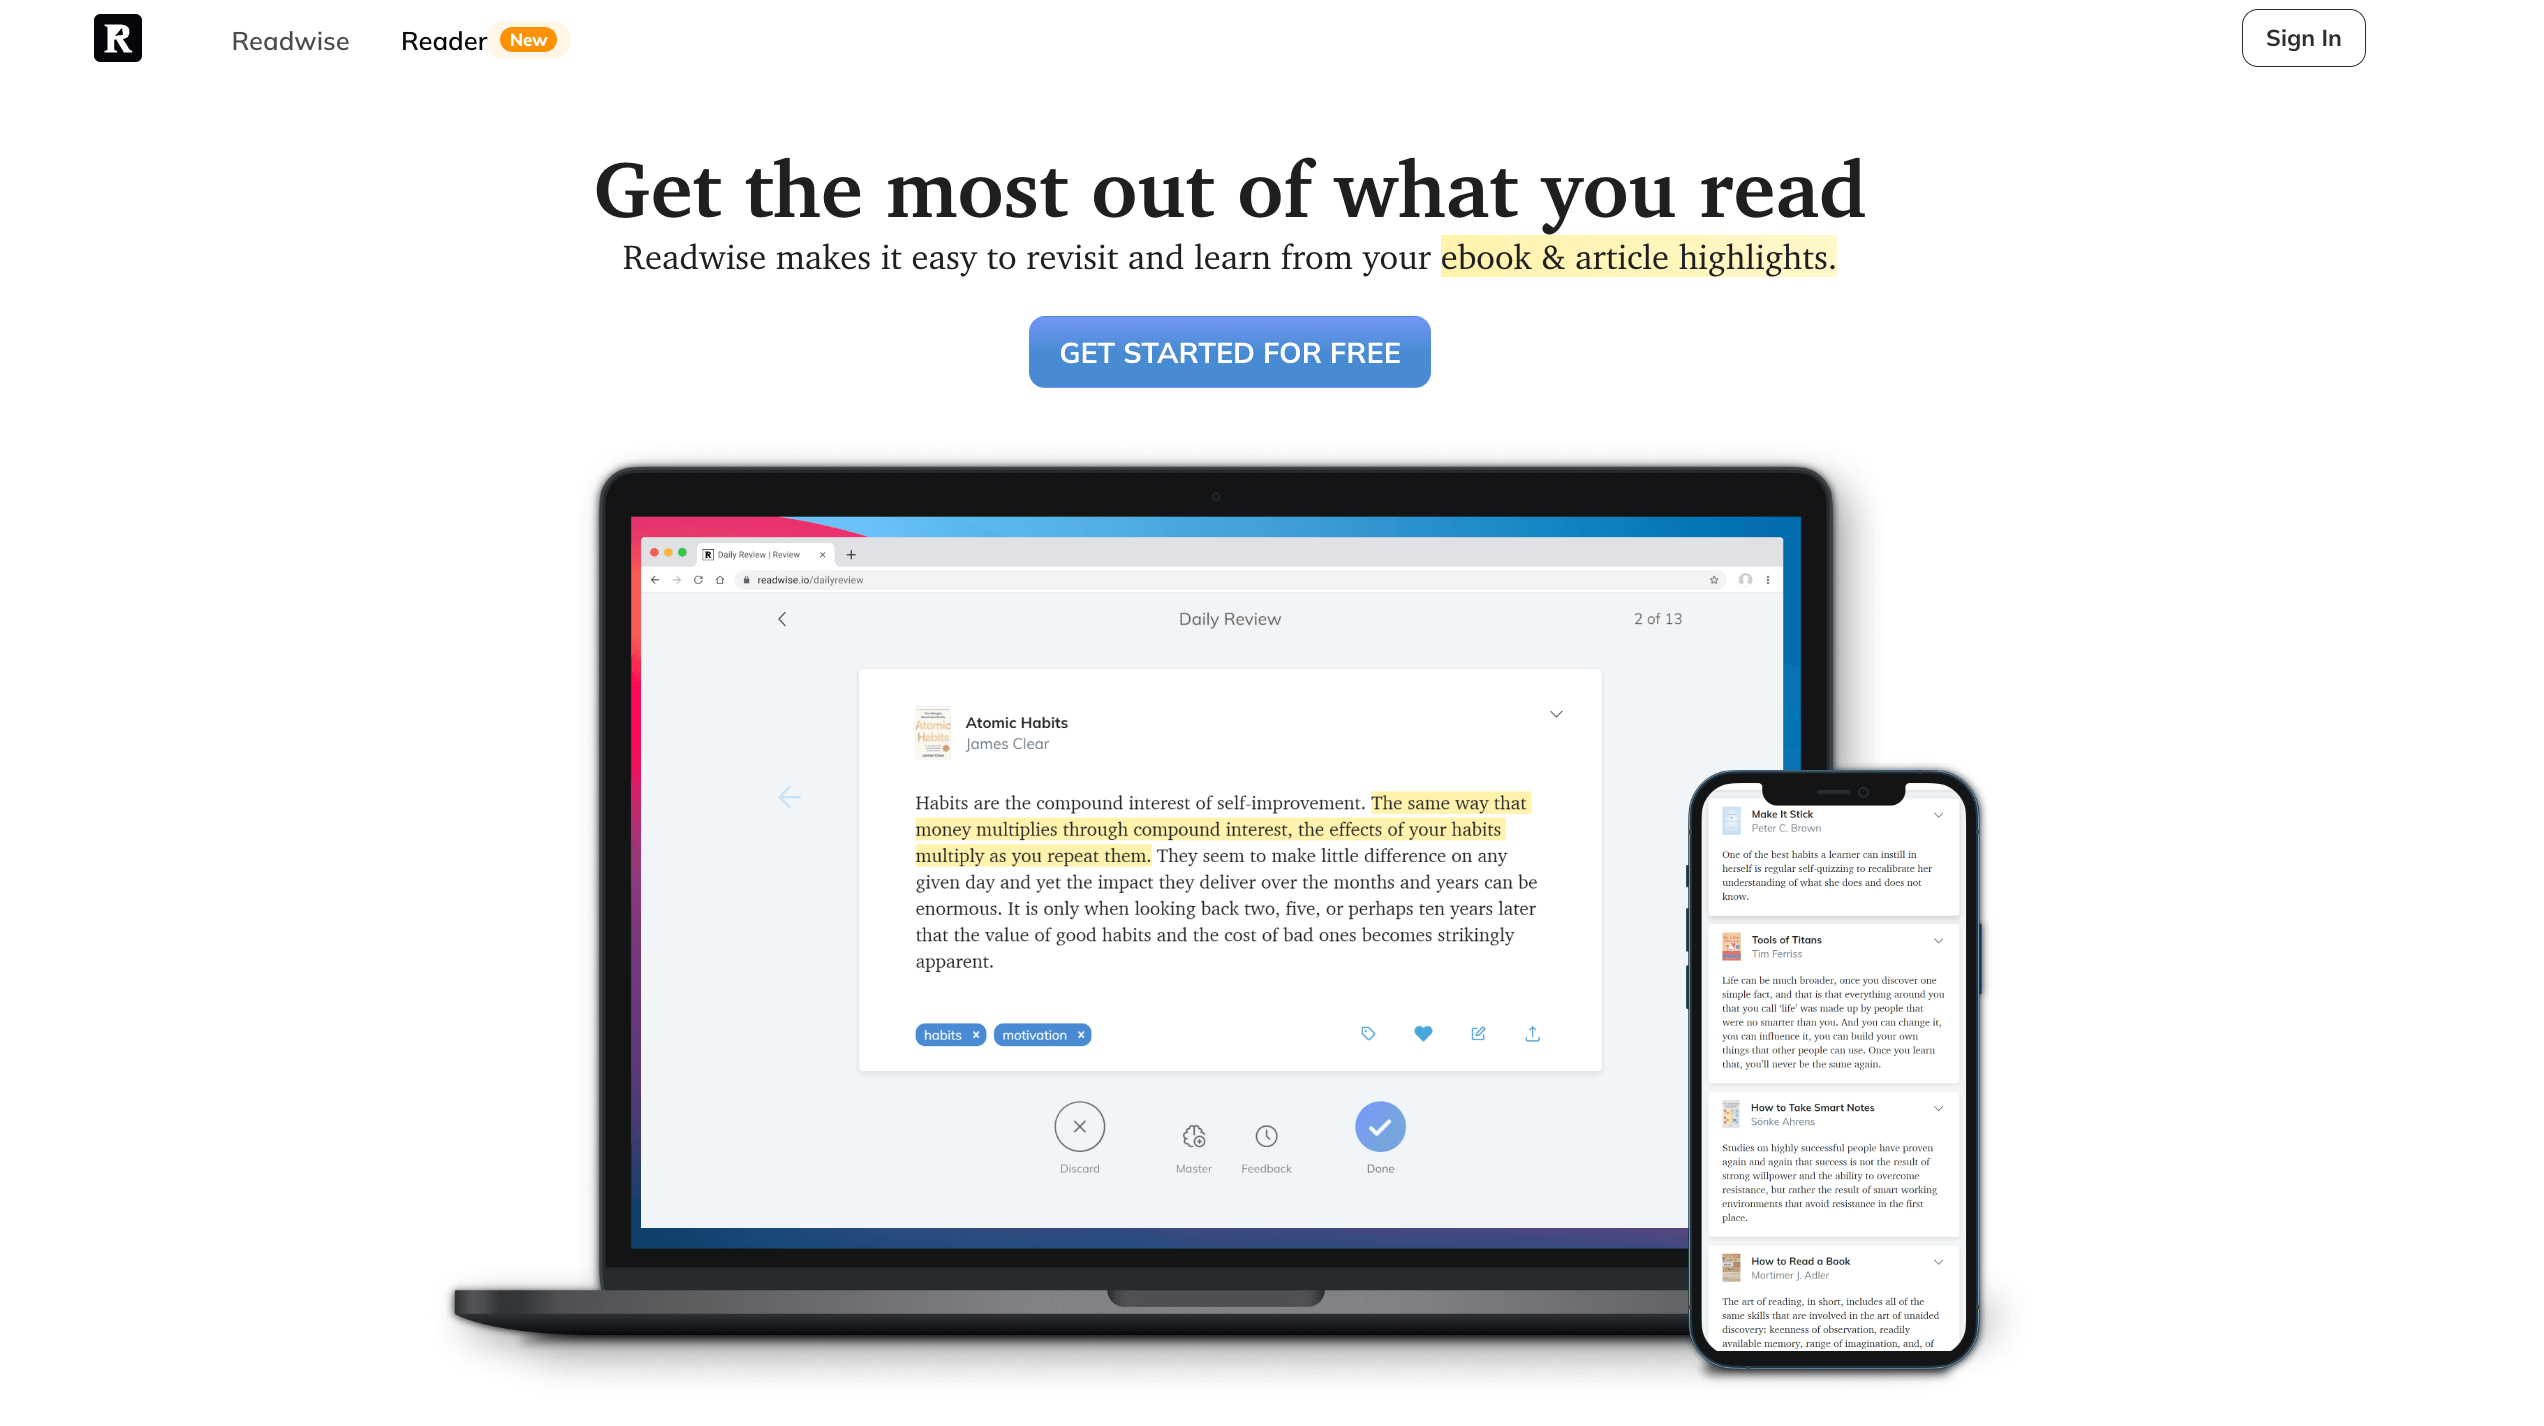 R
Readwise
Reader
New
Sign In
Get the most out of what you read
Readwise makes it easy to revisit and learn from your ebook & article highlights.
GET STARTED FOR FREE
R Daily Review | Review
readwise.io/dailyreview
Daily Review
2 of 13
Atomic Habits
James Clear
Atomic
Habits
James Clear
Habits are the compound interest of self-improvement. The same way that
money multiplies through compound interest, the effects of your habits
multiply as you repeat them. They seem to make little difference on any
given day and yet the impact they deliver over the months and years can be
enormous. It is only when looking back two, five, or perhaps ten years later
that the value of good habits and the cost of bad ones becomes strikingly
apparent.
habits x
motivation x
Discard
Master
Feedback
Done
Make It Stick
Peter C. Brown
One of the best habits a learner can instill in
herself is regular self-quizzing to recalibrate her
understanding of what she does and does not
know.
Tools of Titans
Tim Ferriss
Life can be much broader, once you discover one
simple fact, and that is that everything around you
that you call 'life' was made up by people that
were no smarter than you. And you can change it,
you can influence it, you can build your own
things that other people can use. Once you learn
that, you'll never be the same again.
How to Take Smart Notes
Sönke Ahrens
Studies on highly successful people have proven
again and again that success is not the result of
strong willpower and the ability to overcome
resistance, but rather the result of smart working
environments that avoid resistance in the first
place.
How to Read a Book
Mortimer J. Adler
The art of reading, in short, includes all of the
same skills that are involved in the art of unaided
discovery: keenness of observation, readily
available memory, range of imagination, and, of